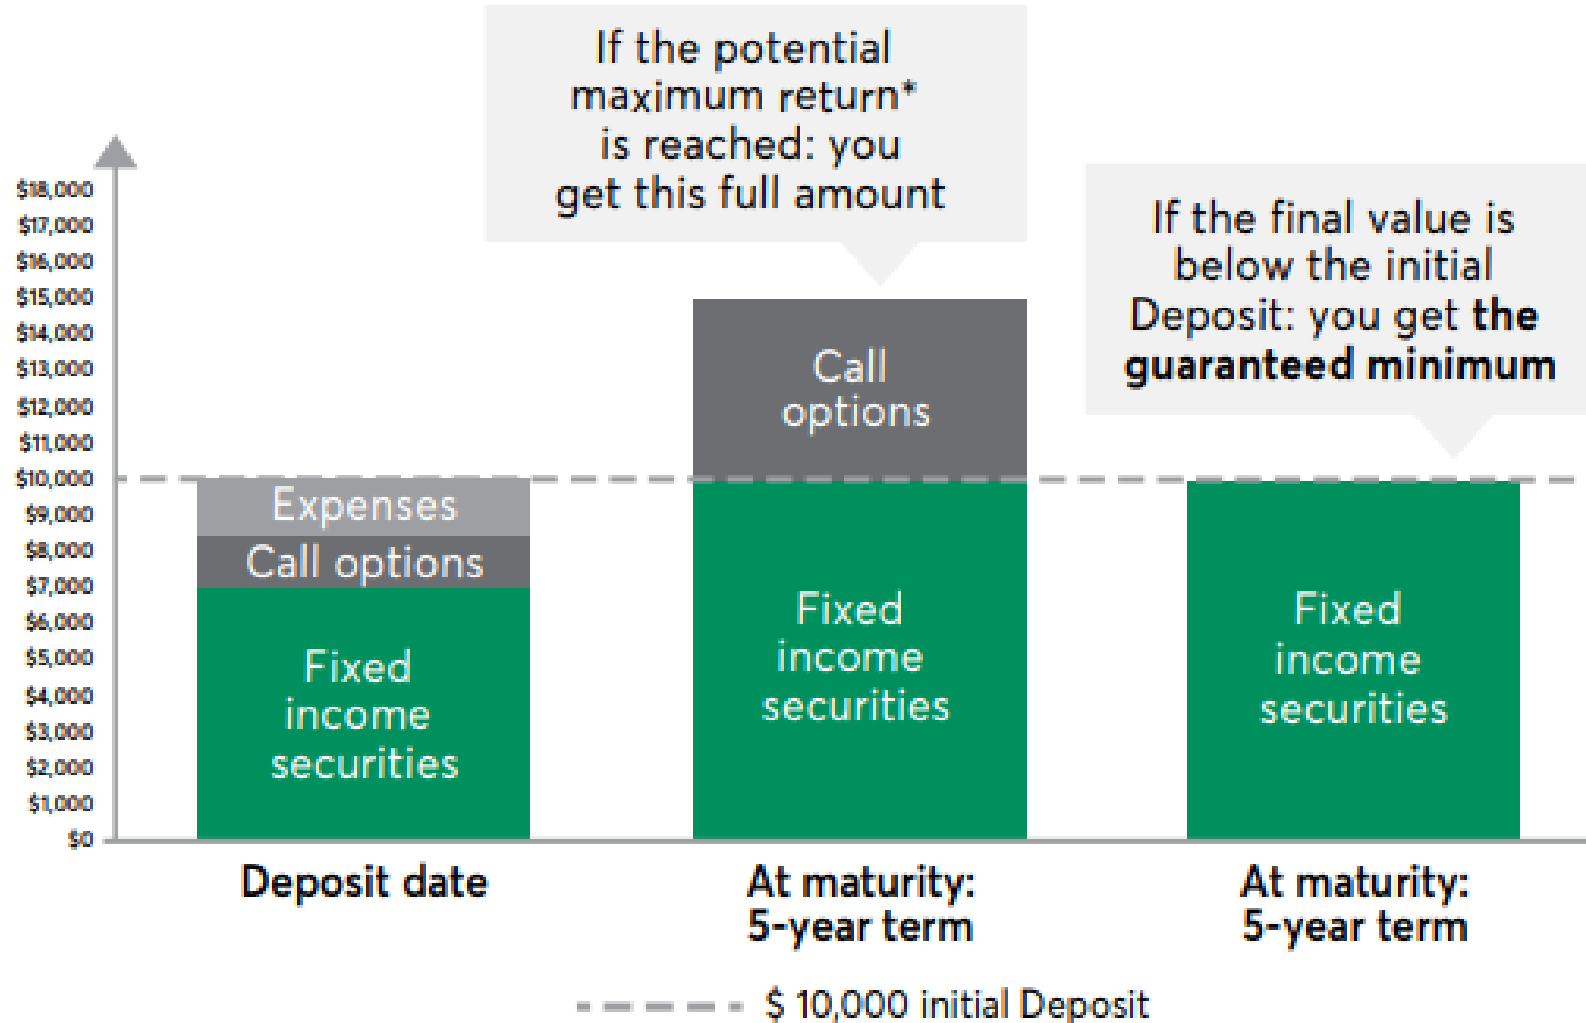 If the potential
maximum return*
is reached: you
get this full amount
If the final value is
below the initial
Deposit: you get the
guaranteed minimum
$18,000
$17,000
$16,000
$15,000
$14,000
$13,000
$12,000
$11,000
$10,000
$9,000
$8,000
$7,000
$6,000
$5,000
$4,000
$3,000
$2,000
$1,000
$0
Expenses
Call options
Fixed
income
securities
Call
options
Fixed
income
securities
Fixed
income
securities
Deposit date
At maturity:
5-year term
At maturity:
5-year term
$ 10,000 initial Deposit